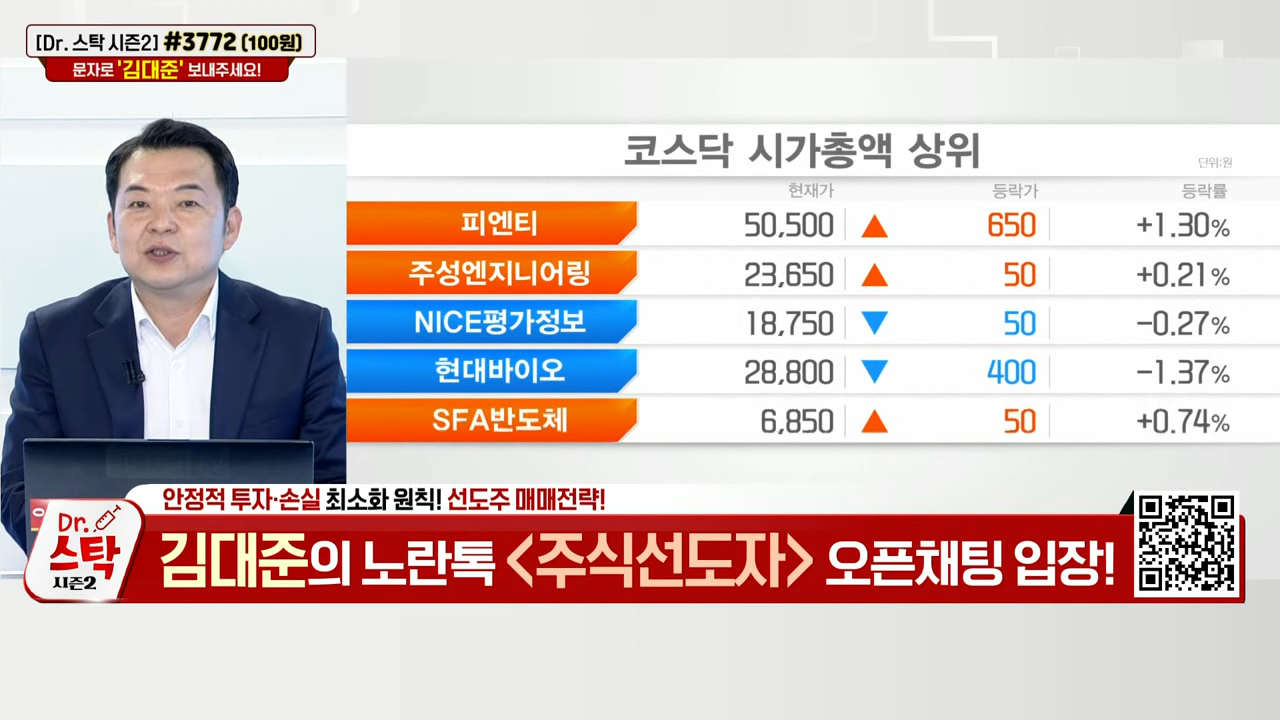 [Dr. 스탁 시즌2] #3772 (100원)
문자로 '김대준' 보내주세요!
코스닥 시가총액 상위
단위:원
현재가 등락가 등락률
피엔티 50,500 ▲ 650 +1.30%
주성엔지니어링 23,650 ▲ 50 +0.21%
NICE평가정보 18,750 ▼ 50 -0.27%
현대바이오 28,800 ▼ 400 -1.37%
SFA반도체 6,850 ▲ 50 +0.74%
안정적 투자·손실 최소화 원칙! 선도주 매매전략!
Dr.
스탁
시즌2
김대준의 노란톡 <주식선도자> 오픈채팅 입장!